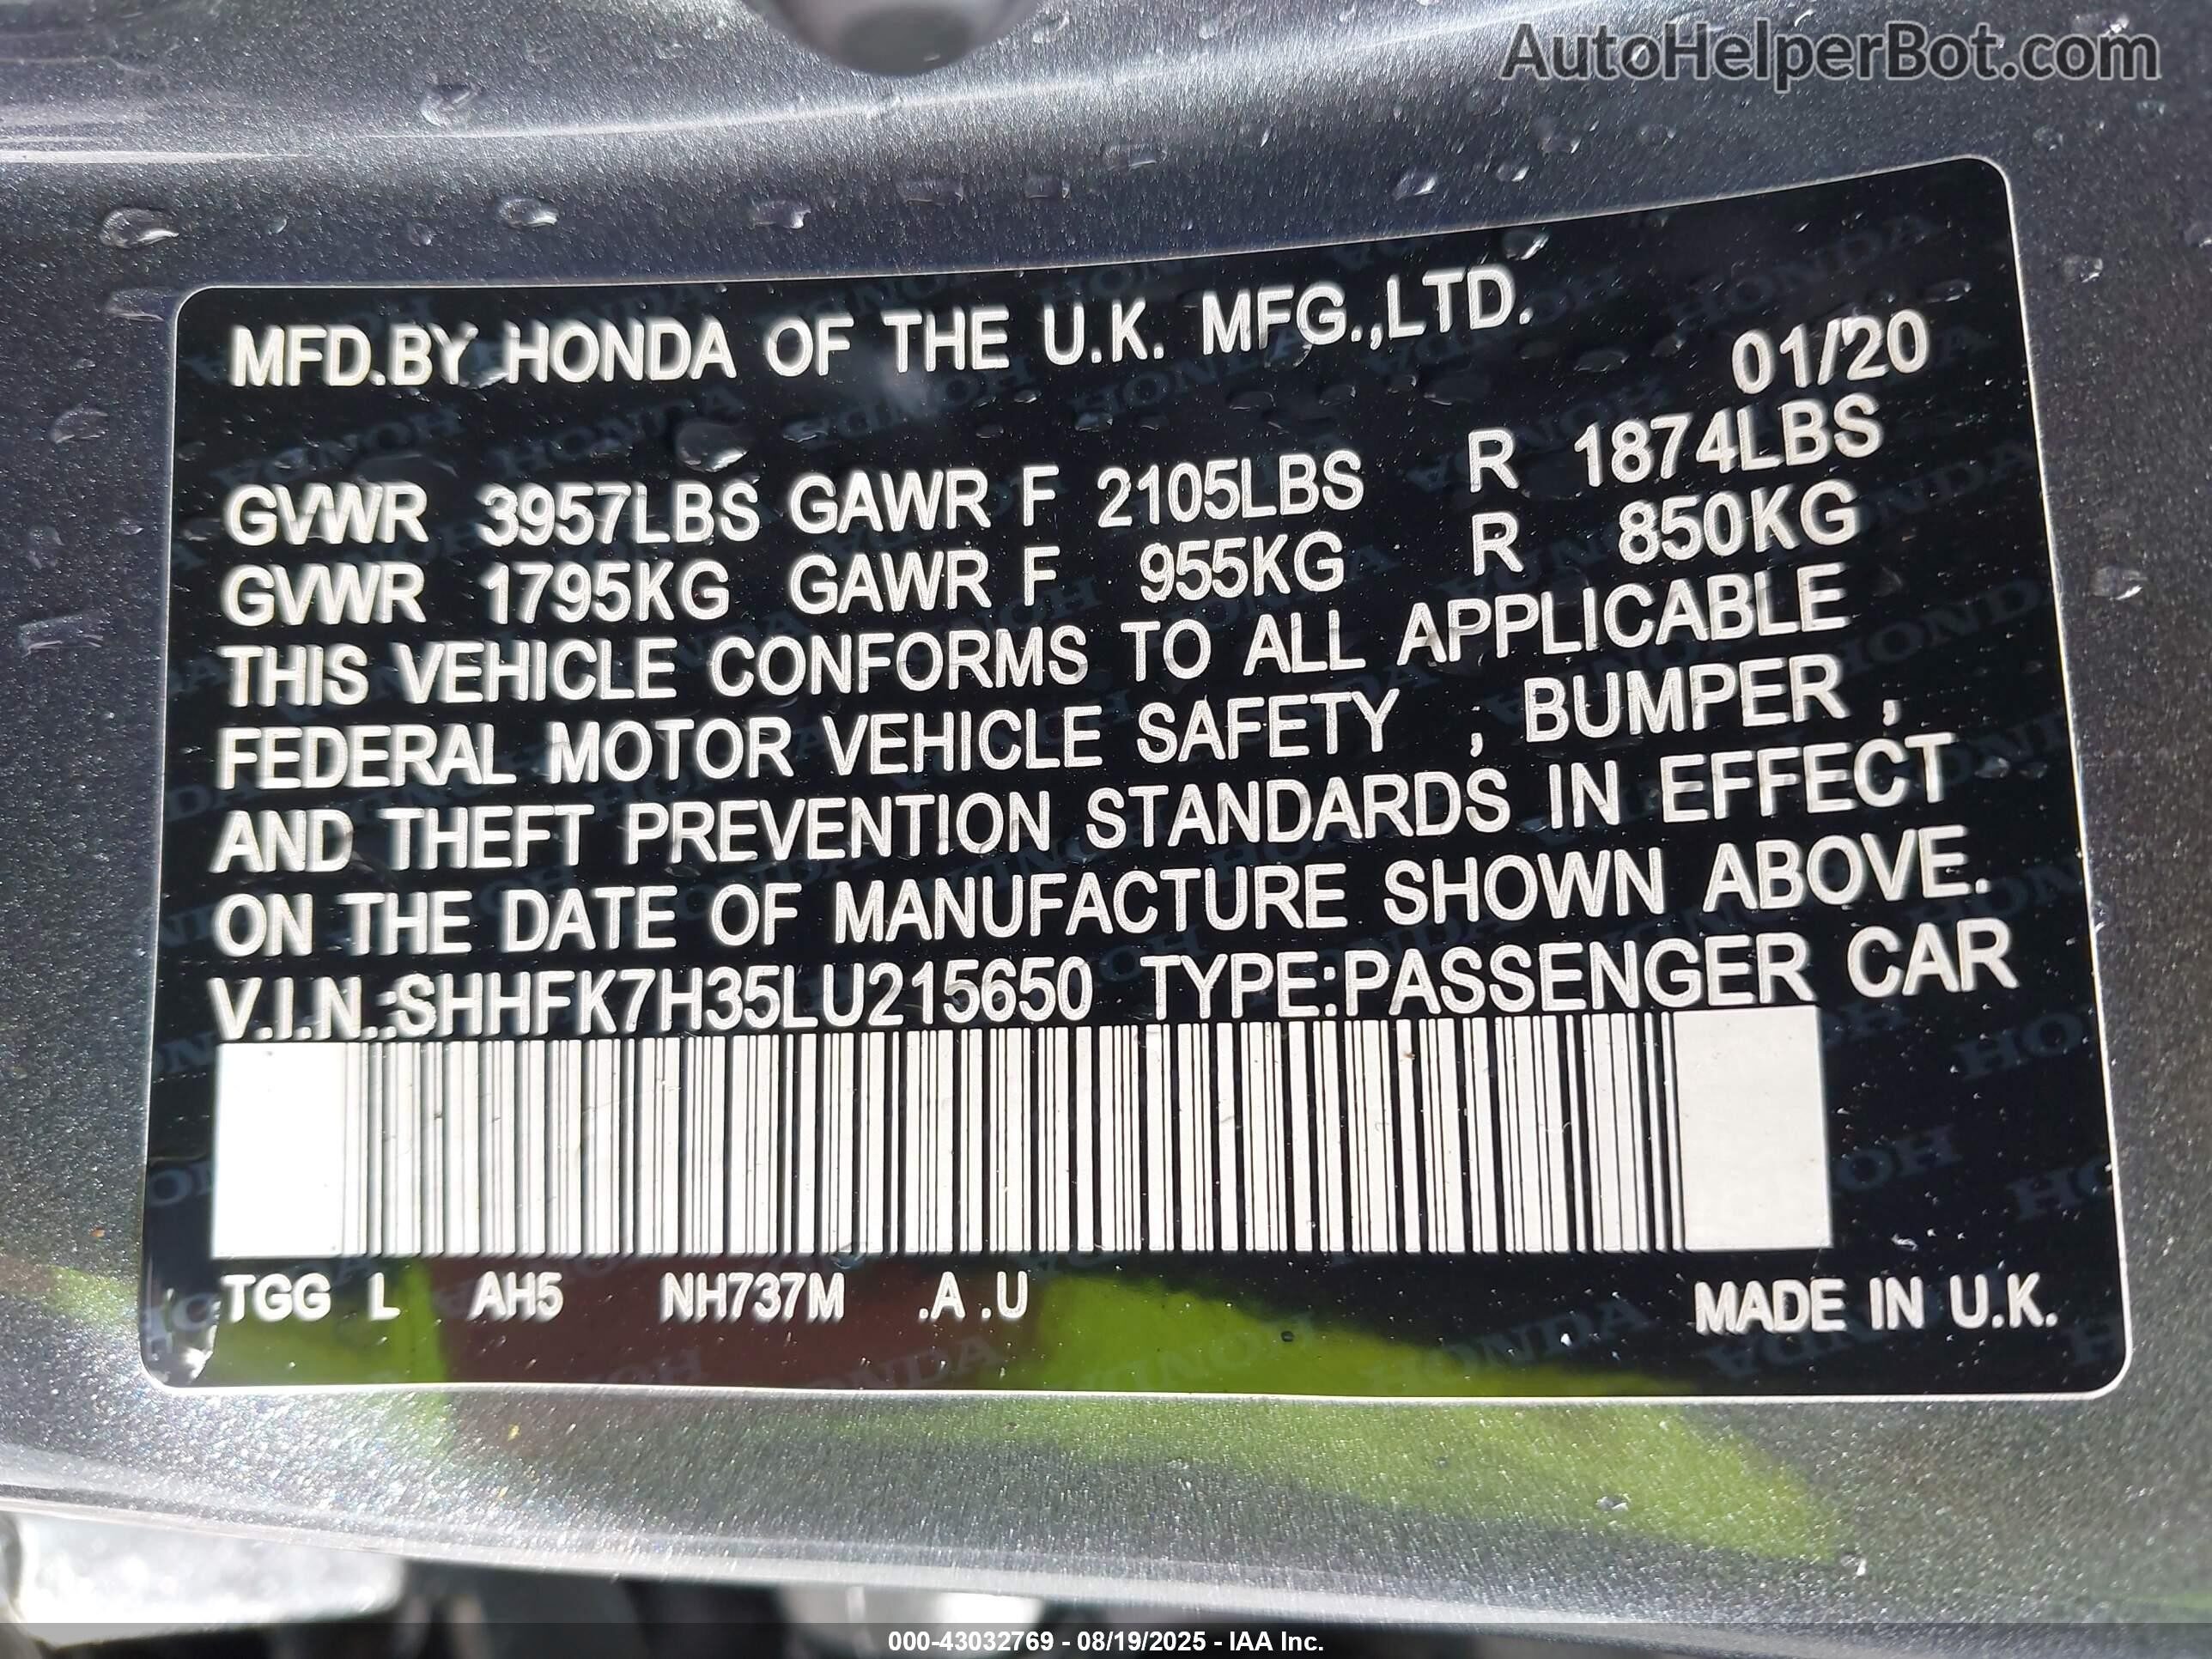 AutoHelperBot.com
MFD.BY HONDA OF THE U.K. MFG.,LTD.
01/20
GVWR 3957LBS GAWR F 2105LBS R 1874LBS
GVWR 1795KG GAWR F 955KG R 850KG
THIS VEHICLE CONFORMS TO ALL APPLICABLE
FEDERAL MOTOR VEHICLE SAFETY , BUMPER ,
AND THEFT PREVENTION STANDARDS IN EFFECT
ON THE DATE OF MANUFACTURE SHOWN ABOVE.
V.I.N.:SHHFK7H35LU215650 TYPE:PASSENGER CAR
TGG L AH5 NH737M .A .U MADE IN U.K.
000-43032769 - 08/19/2025 - IAA Inc.